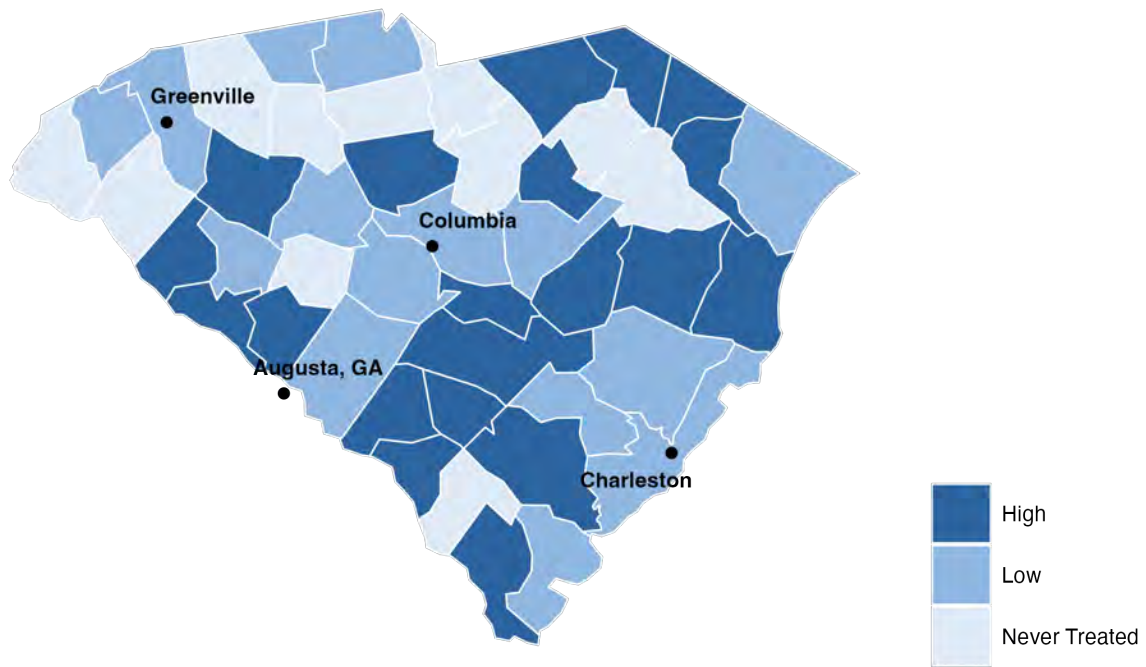 Greenville
Columbia
Augusta, GA
Charleston
High
Low
Never Treated